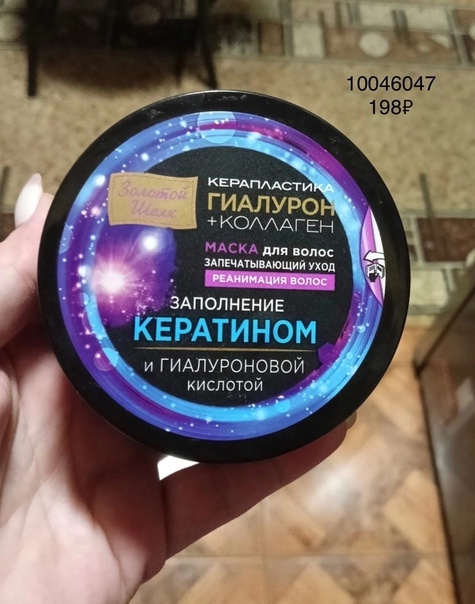 10046047
198₽
Золотой
Шелк
КЕРАПЛАСТИКА
ГИАЛУРОН
+КОЛЛАГЕН
МАСКА для волос
ЗАПЕЧАТЫВАЮЩИЙ УХОД
РЕАНИМАЦИЯ ВОЛОС
ЗАПОЛНЕНИЕ
КЕРАТИНОМ
и ГИАЛУРОНОВОЙ
кислотой